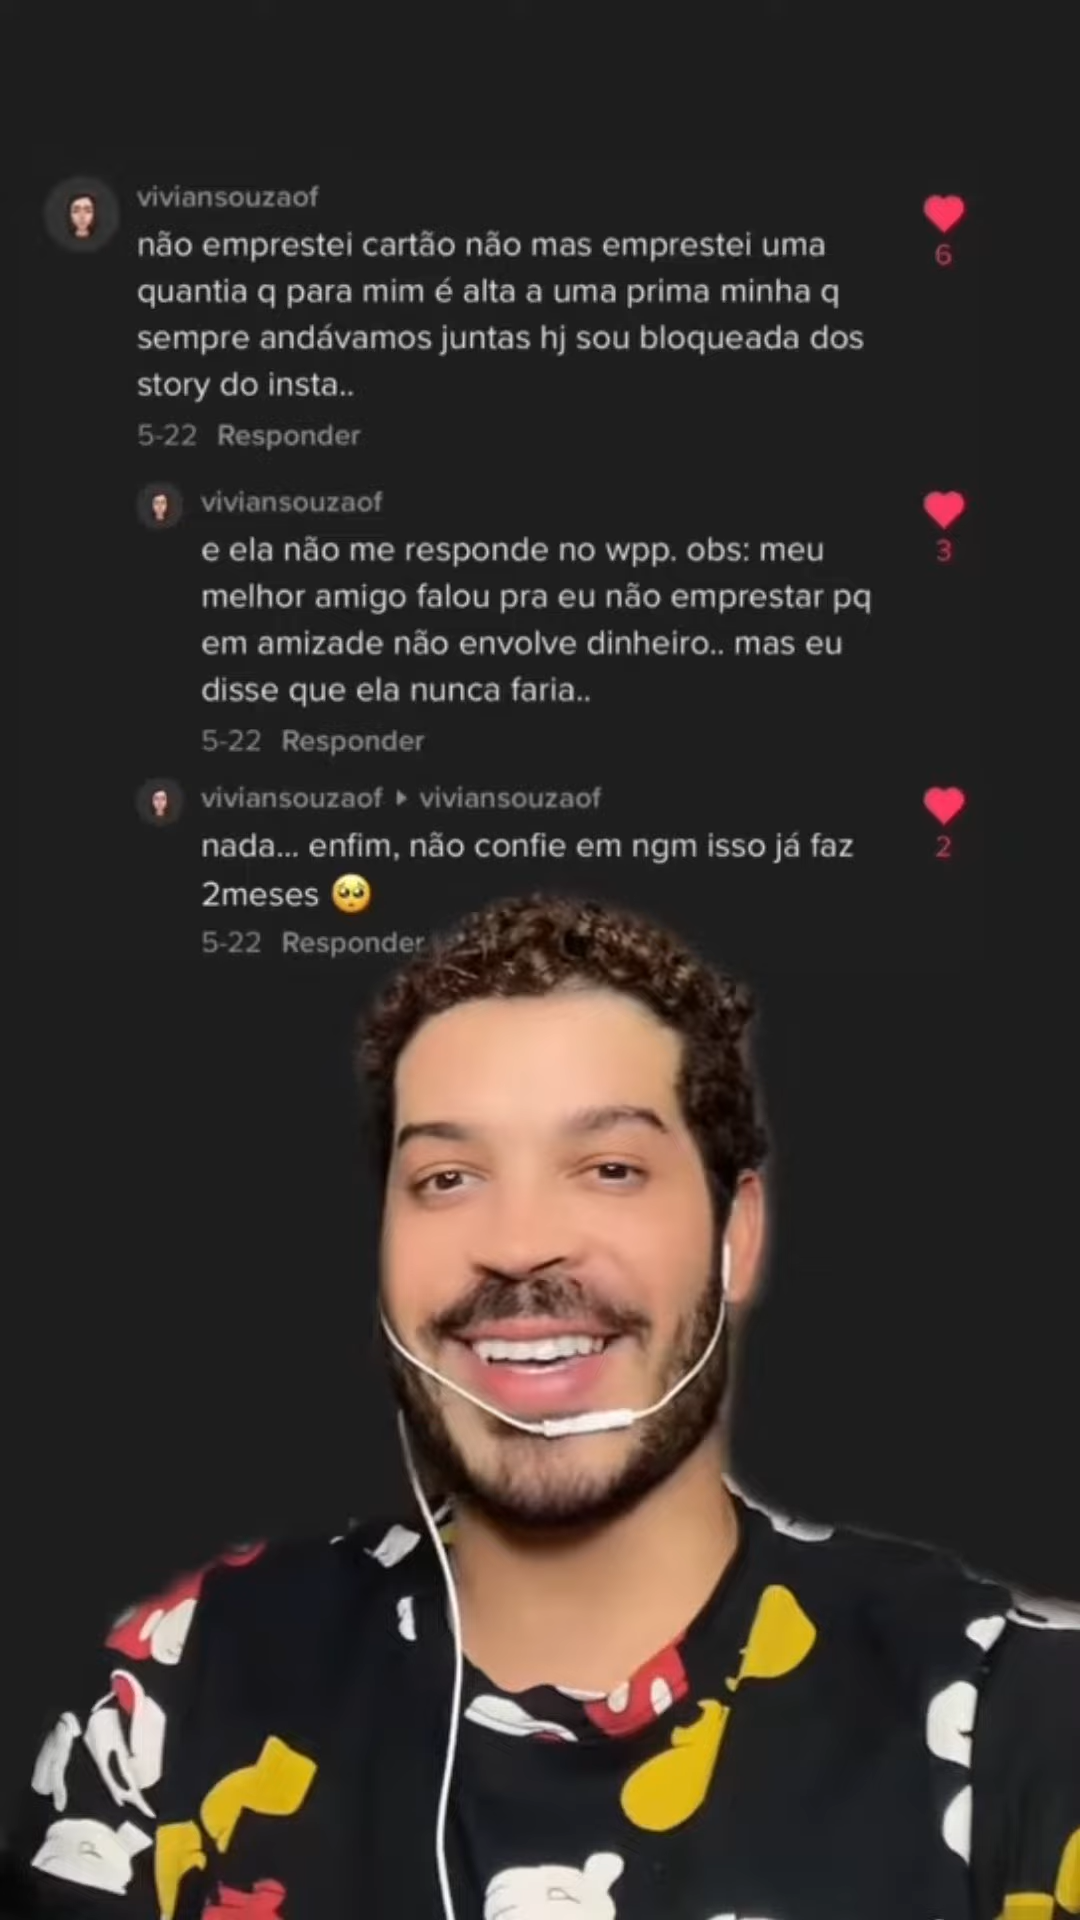 viviansouzaof
não emprestei cartão não mas emprestei uma
quantia q para mim é alta a uma prima minha q
sempre andávamos juntas hj sou bloqueada dos
story do insta..
6
5-22 Responder
viviansouzaof
e ela não me responde no wpp. obs: meu
melhor amigo falou pra eu não emprestar pq
em amizade não envolve dinheiro.. mas eu
disse que ela nunca faria..
3
5-22 Responder
viviansouzaof ▸ viviansouzaof
nada... enfim, não confie em ngm isso já faz
2meses 🥺
2
5-22 Responder